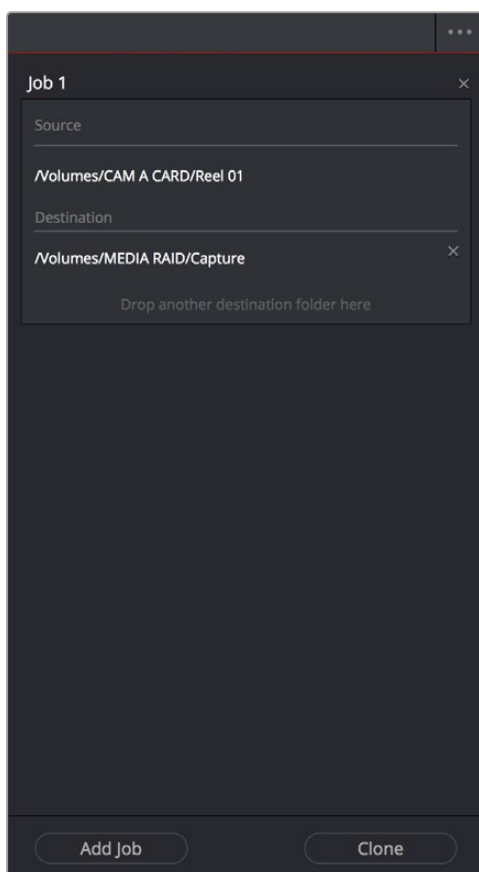 Job 1
Source
/Volumes/CAM A CARD/Reel 01
Destination
/Volumes/MEDIA RAID/Capture
Drop another destination folder here
Add Job
Clone